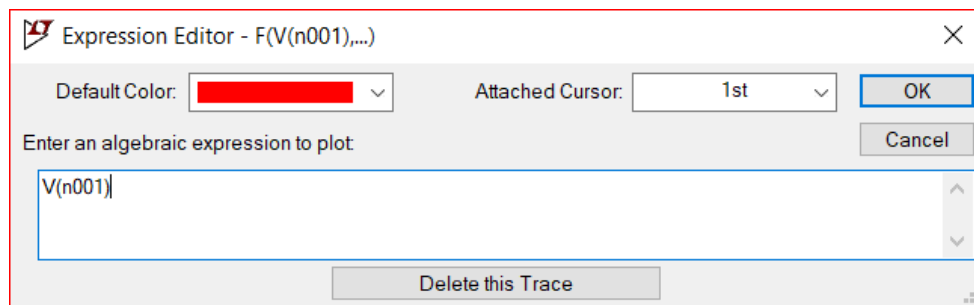 Expression Editor - F(V(n001),...)
Default Color: Attached Cursor: 1st OK
Cancel
Enter an algebraic expression to plot:
V(n001)
Delete this Trace